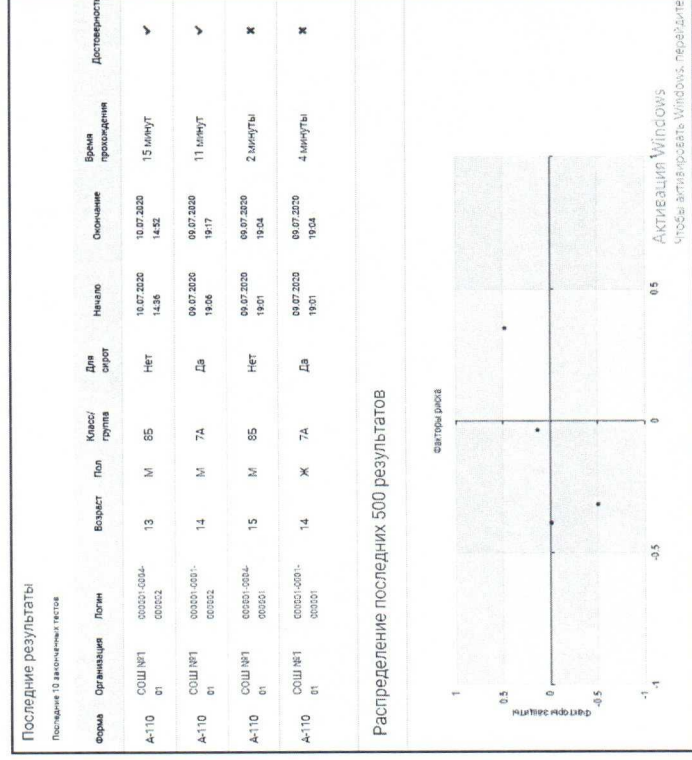 Последние результаты
Последние 10 законченных тестов
Форма Организация Логин Возраст Пол Класс/группа Для сирот Начало Окончание Время прохождения Достоверность
А-110 СОШ №1 01 000001-0004-000002 13 М 8Б Нет 10.07.2020 14:36 10.07.2020 14:52 15 минут ✔
А-110 СОШ №1 01 000001-0001-000002 14 М 7А Да 09.07.2020 19:06 09.07.2020 19:17 11 минут ✔
А-110 СОШ №1 01 000001-0004-000001 15 М 8Б Нет 09.07.2020 19:01 09.07.2020 19:04 2 минуты ✖
А-110 СОШ №1 01 000001-0001-000001 14 Ж 7А Да 09.07.2020 19:01 09.07.2020 19:04 4 минуты ✖
Распределение последних 500 результатов
Факторы риска
Факторы защиты
1
0.5
0
-0.5
-1
-1 -0.5 0 0.5
Активация Windows
Чтобы активировать Windows, перейдите